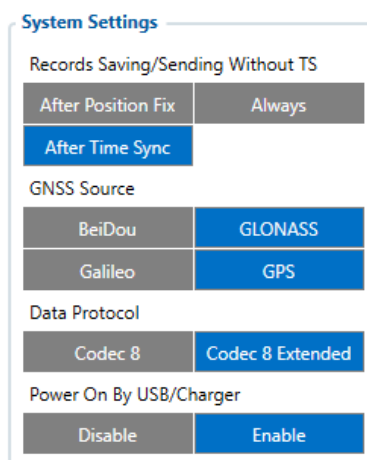 System Settings
Records Saving/Sending Without TS
After Position Fix Always
After Time Sync
GNSS Source
BeiDou GLONASS
Galileo GPS
Data Protocol
Codec 8 Codec 8 Extended
Power On By USB/Charger
Disable Enable